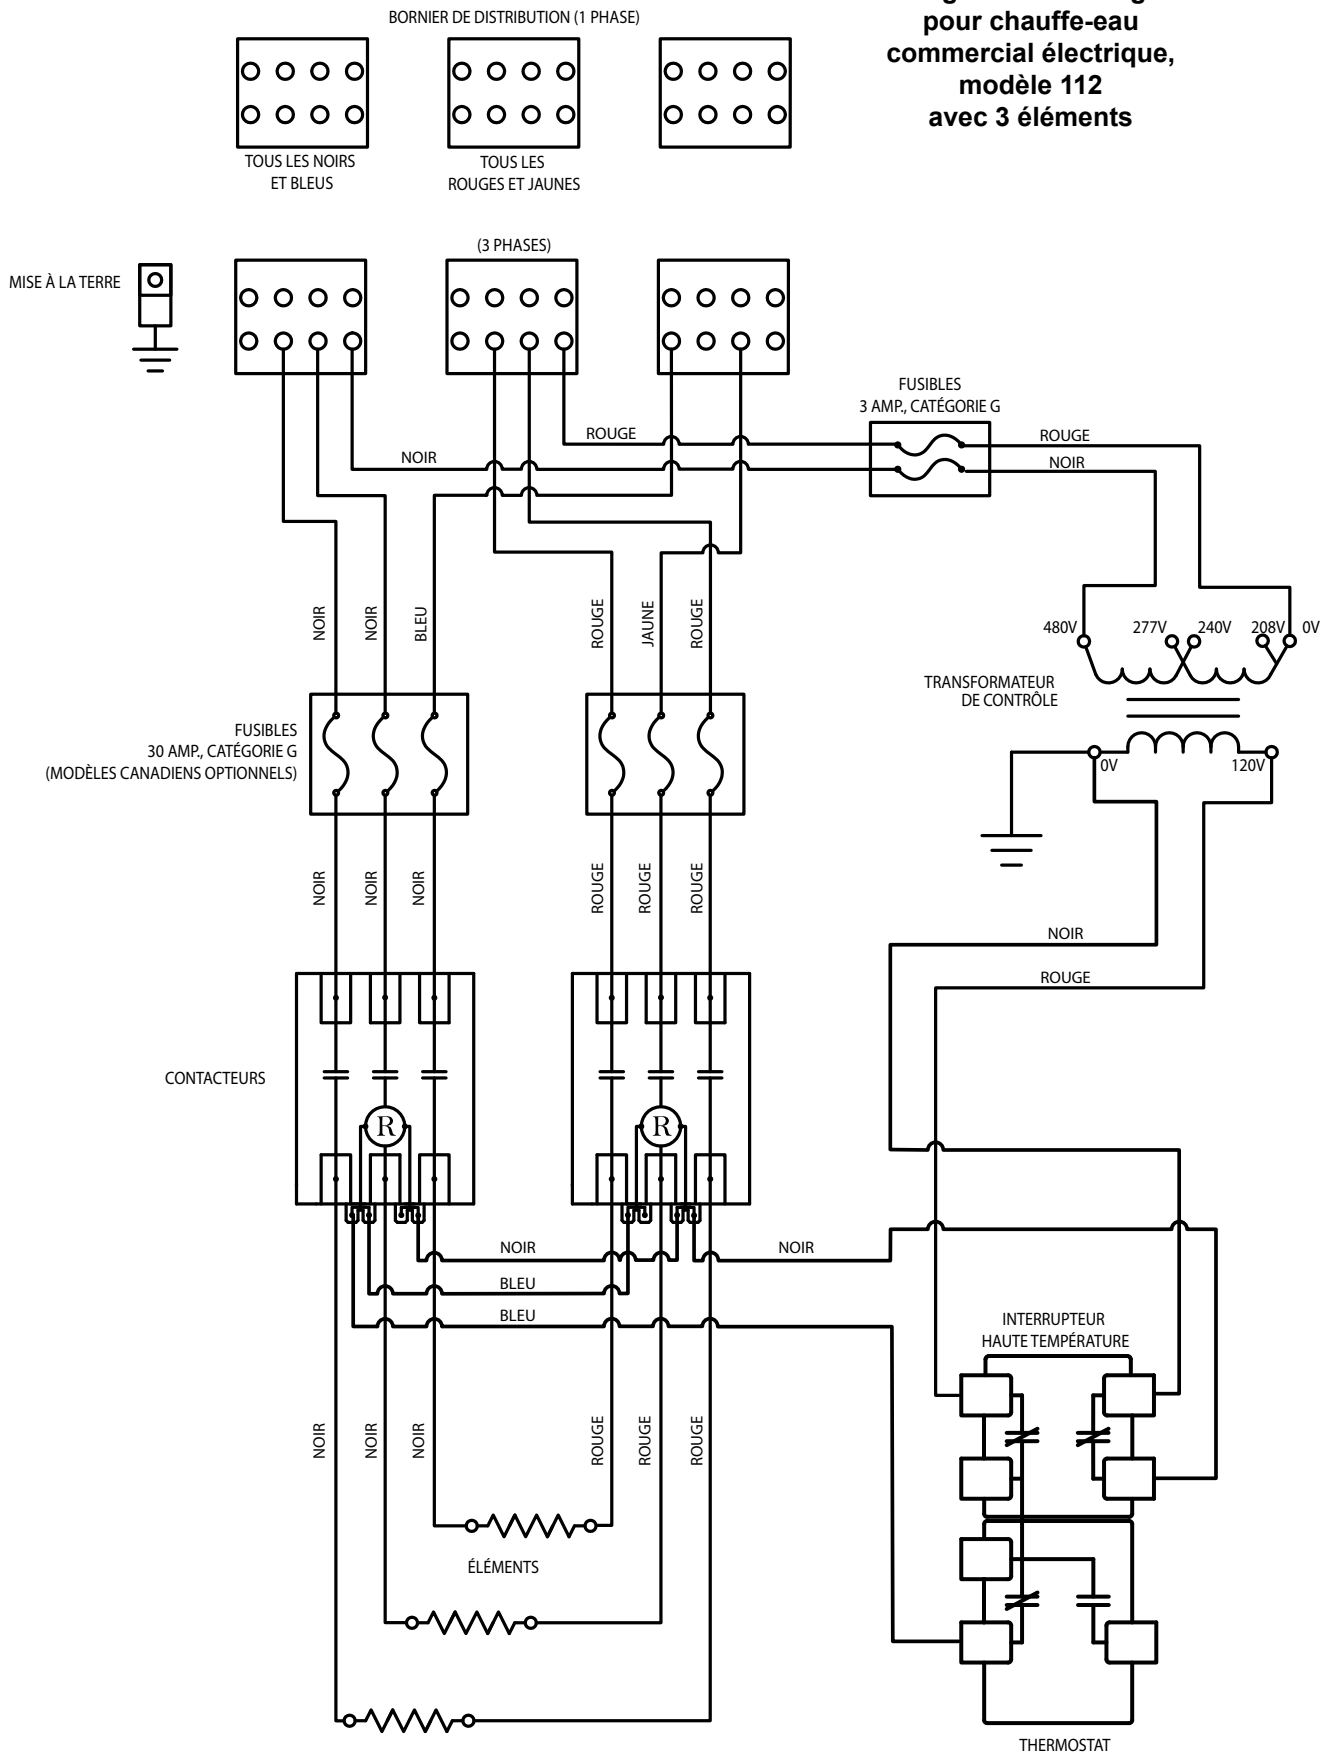 pour chauffe-eau
commercial électrique,
modèle 112
avec 3 éléments
BORNIER DE DISTRIBUTION (1 PHASE)
TOUS LES NOIRS
ET BLEUS
TOUS LES
ROUGES ET JAUNES
(3 PHASES)
MISE À LA TERRE
FUSIBLES
3 AMP., CATÉGORIE G
ROUGE
ROUGE
NOIR
NOIR
NOIR
NOIR
BLEU
ROUGE
JAUNE
ROUGE
480V
277V
240V
208V
0V
TRANSFORMATEUR
DE CONTRÔLE
FUSIBLES
30 AMP., CATÉGORIE G
(MODÈLES CANADIENS OPTIONNELS)
0V
120V
NOIR
NOIR
NOIR
ROUGE
ROUGE
ROUGE
NOIR
ROUGE
CONTACTEURS
R
R
NOIR
NOIR
BLEU
BLEU
INTERRUPTEUR
HAUTE TEMPÉRATURE
NOIR
NOIR
NOIR
ROUGE
ROUGE
ROUGE
ÉLÉMENTS
THERMOSTAT